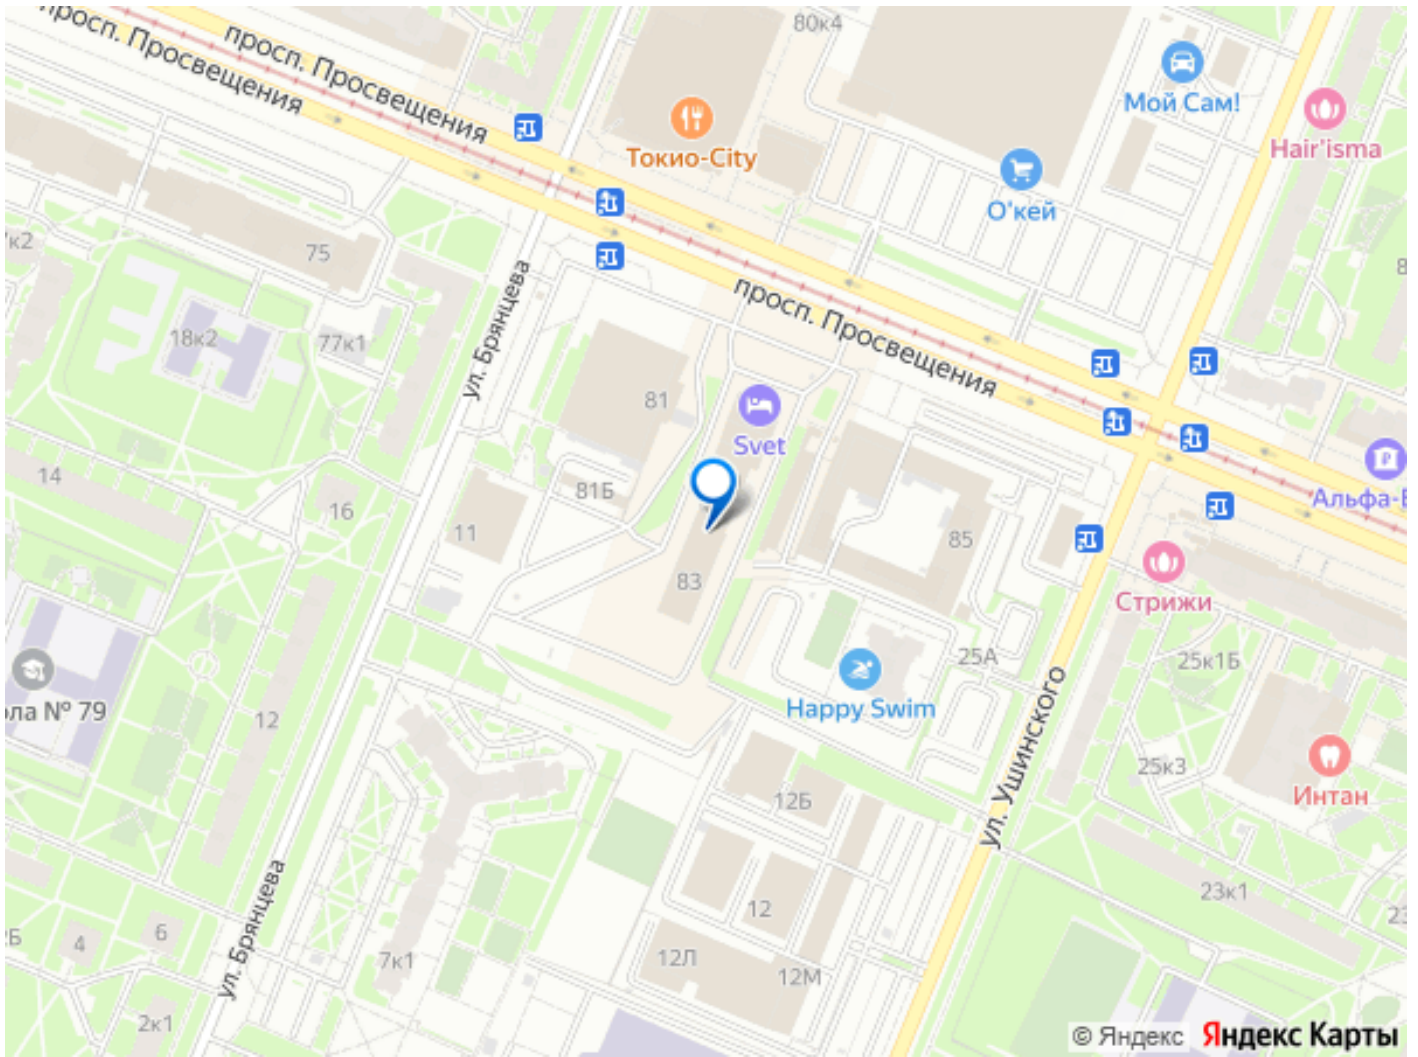 80к4
просп. Просвещения
просп. Просвещения
Мой Сам!
Hair'isma
Токио-City
О'кей
75
18к2
77к1
ул. Брянцева
просп. Просвещения
81
Svet
14
16
81Б
11
Альфа-
85
83
Стрижи
25А
25к1Б
№ 79
12
Happy Swim
ул. Ушинского
25к3
12Б
Интан
ул. Брянцева
23к1
12
4
6
7к1
12Л
12М
2к1
© Яндекс Яндекс Карты